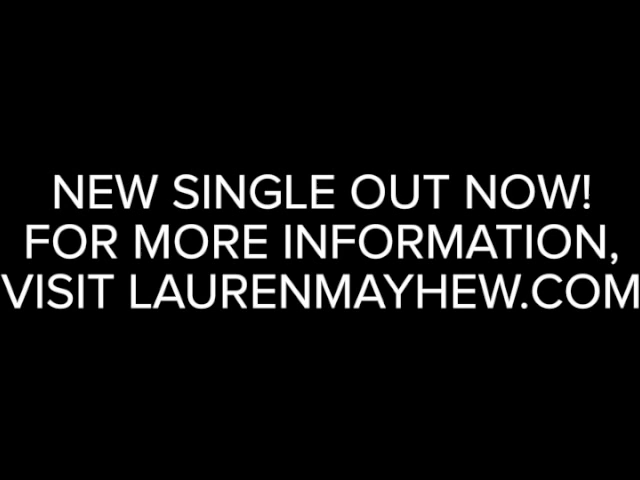 NEW SINGLE OUT NOW!
FOR MORE INFORMATION,
VISIT LAURENMAYHEW.COM